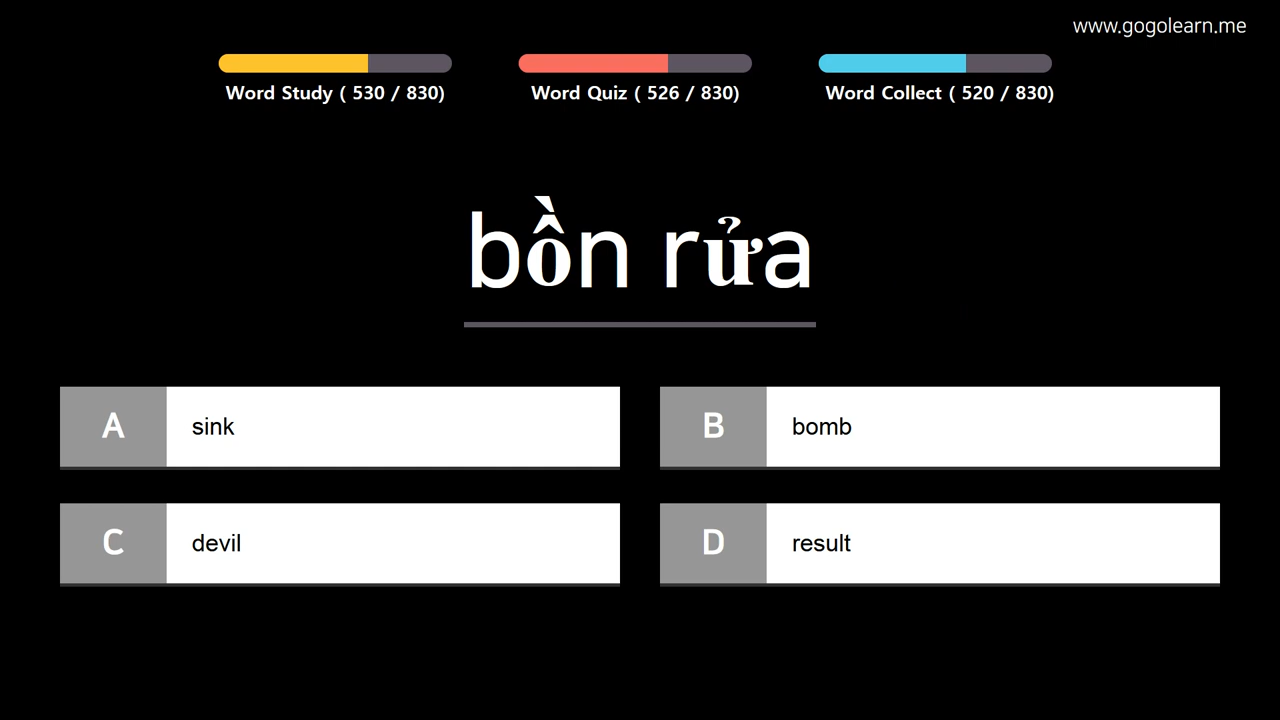 www.gogolearn.me
Word Study ( 530 / 830)
Word Quiz ( 526 / 830)
Word Collect ( 520 / 830)
bồn rửa
A sink
B bomb
C devil
D result